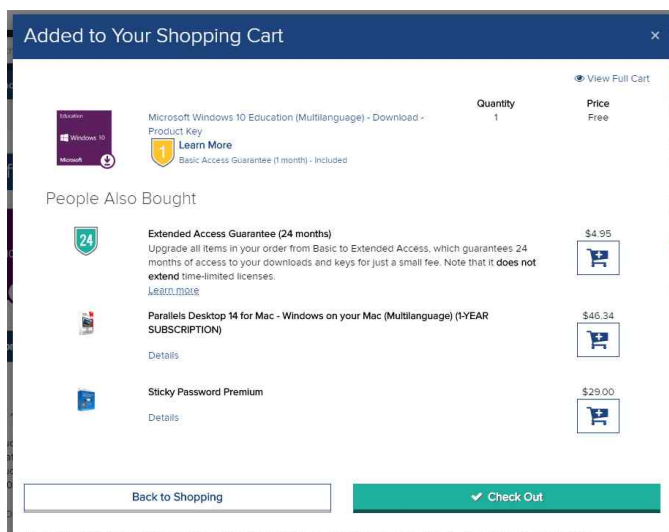 Added to Your Shopping Cart
×
View Full Cart
Quantity
Price
Education
Windows 10
Microsoft
Microsoft Windows 10 Education (Multilanguage) - Download -
Product Key
1
Free
1
Learn More
Basic Access Guarantee (1 month) - Included
People Also Bought
24
Extended Access Guarantee (24 months)
$4.95
Upgrade all items in your order from Basic to Extended Access, which guarantees 24
months of access to your downloads and keys for just a small fee. Note that it does not
extend time-limited licenses.
Learn more
Parallels Desktop 14 for Mac - Windows on your Mac (Multilanguage) (1-YEAR
SUBSCRIPTION)
$46.34
Details
Sticky Password Premium
$29.00
Details
Back to Shopping
Check Out